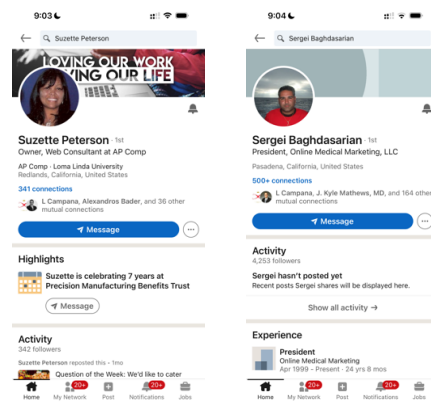 9:03
Suzette Peterson
LOVING OUR WORK
LIVING OUR LIFE
Suzette Peterson · 1st
Owner, Web Consultant at AP Comp
AP Comp · Loma Linda University
Redlands, California, United States
341 connections
L Campana, Alexandros Bader, and 36 other
mutual connections
Message
Highlights
Suzette is celebrating 7 years at
Precision Manufacturing Benefits Trust
Message
Activity
342 followers
Suzette Peterson reposted this • 1mo
Question of the Week: We'd like to cater
20+
20+
Home
My Network
Post
Notifications
Jobs
9:04
Sergei Baghdasarian
Sergei Baghdasarian · 1st
President, Online Medical Marketing, LLC
Pasadena, California, United States
500+ connections
L Campana, J. Kyle Mathews, MD, and 164 other
mutual connections
Message
Activity
4,253 followers
Sergei hasn't posted yet
Recent posts Sergei shares will be displayed here.
Show all activity →
Experience
President
Online Medical Marketing
Apr 1999 - Present · 24 yrs 8 mos
20+
20+
Home
My Network
Post
Notifications
Jobs